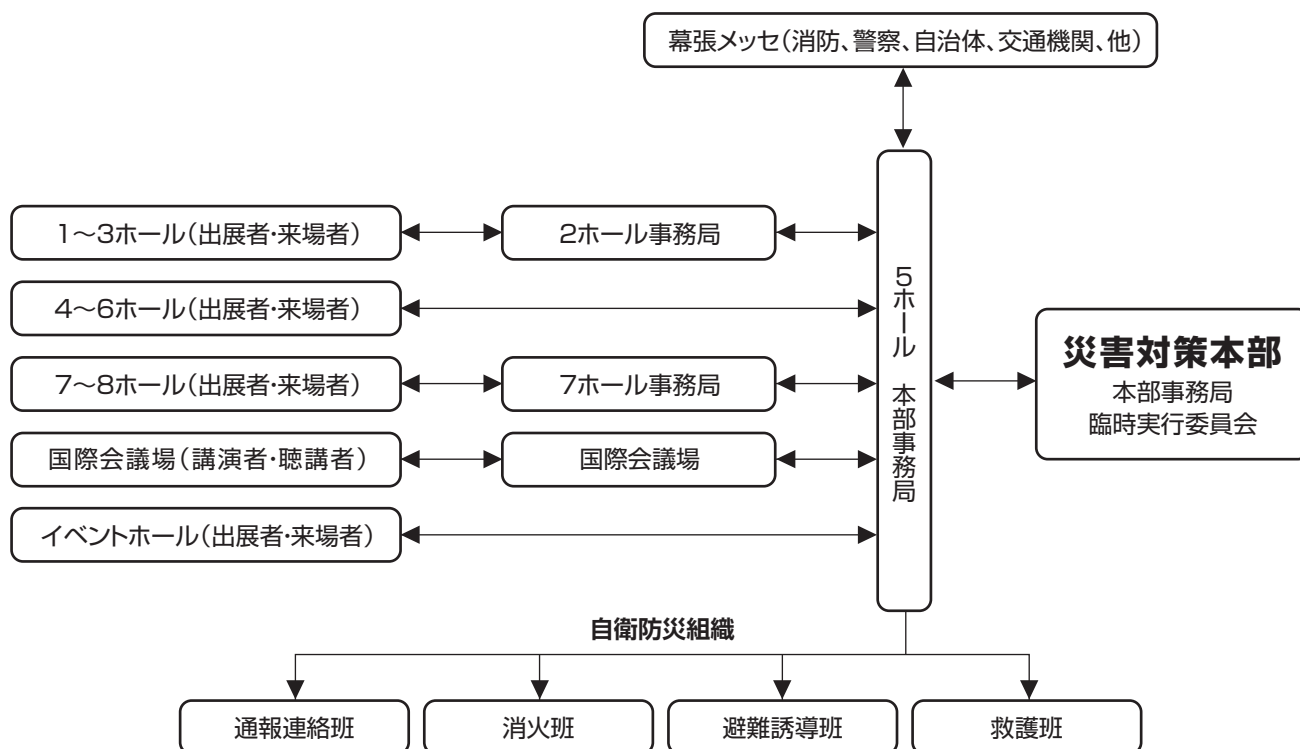 幕張メッセ(消防、警察、自治体、交通機関、他)
1〜3ホール(出展者・来場者)
2ホール事務局
4〜6ホール(出展者・来場者)
7〜8ホール(出展者・来場者)
7ホール事務局
国際会議場(講演者・聴講者)
国際会議場
イベントホール(出展者・来場者)
5ホール 本部事務局
災害対策本部
本部事務局
臨時実行委員会
自衛防災組織
通報連絡班
消火班
避難誘導班
救護班